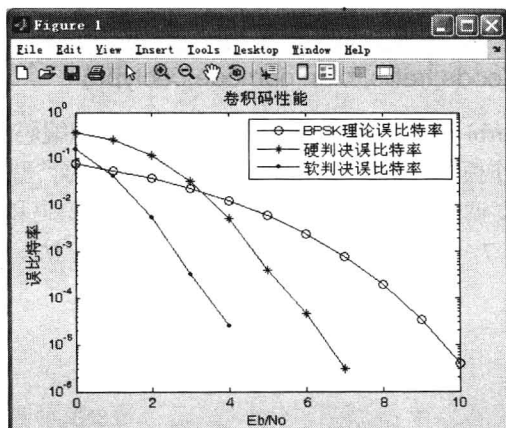 Figure 1
File Edit View Insert Tools Desktop Window Help
卷积码性能
BPSK理论误比特率
硬判决误比特率
软判决误比特率
误比特率
10⁰
10⁻¹
10⁻²
10⁻³
10⁻⁴
10⁻⁵
10⁻⁶
0 2 4 6 8 10
Eb/No